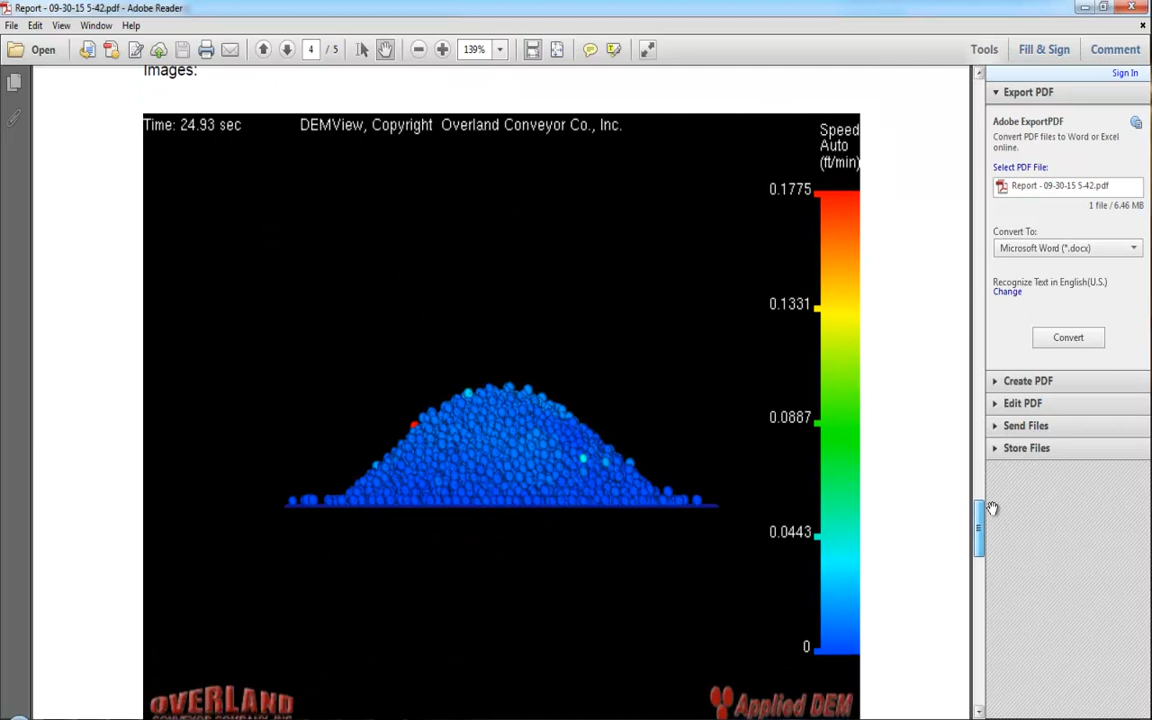 Report - 09-30-15 5-42.pdf - Adobe Reader
File Edit View Window Help
Open 4 / 5 139% Tools Fill & Sign Comment
Images:
Sign In
Time: 24.93 sec DEMView, Copyright Overland Conveyor Co., Inc.
Speed
Auto
(ft/min)
0.1775
0.1331
0.0887
0.0443
0
OVERLAND
CONVEYOR COMPANY, INC.
Applied DEM
Export PDF
Adobe ExportPDF
Convert PDF files to Word or Excel
online.
Select PDF File:
Report - 09-30-15 5-42.pdf
1 file / 6.46 MB
Convert To:
Microsoft Word (*.docx)
Recognize Text in English(U.S.)
Change
Convert
Create PDF
Edit PDF
Send Files
Store Files